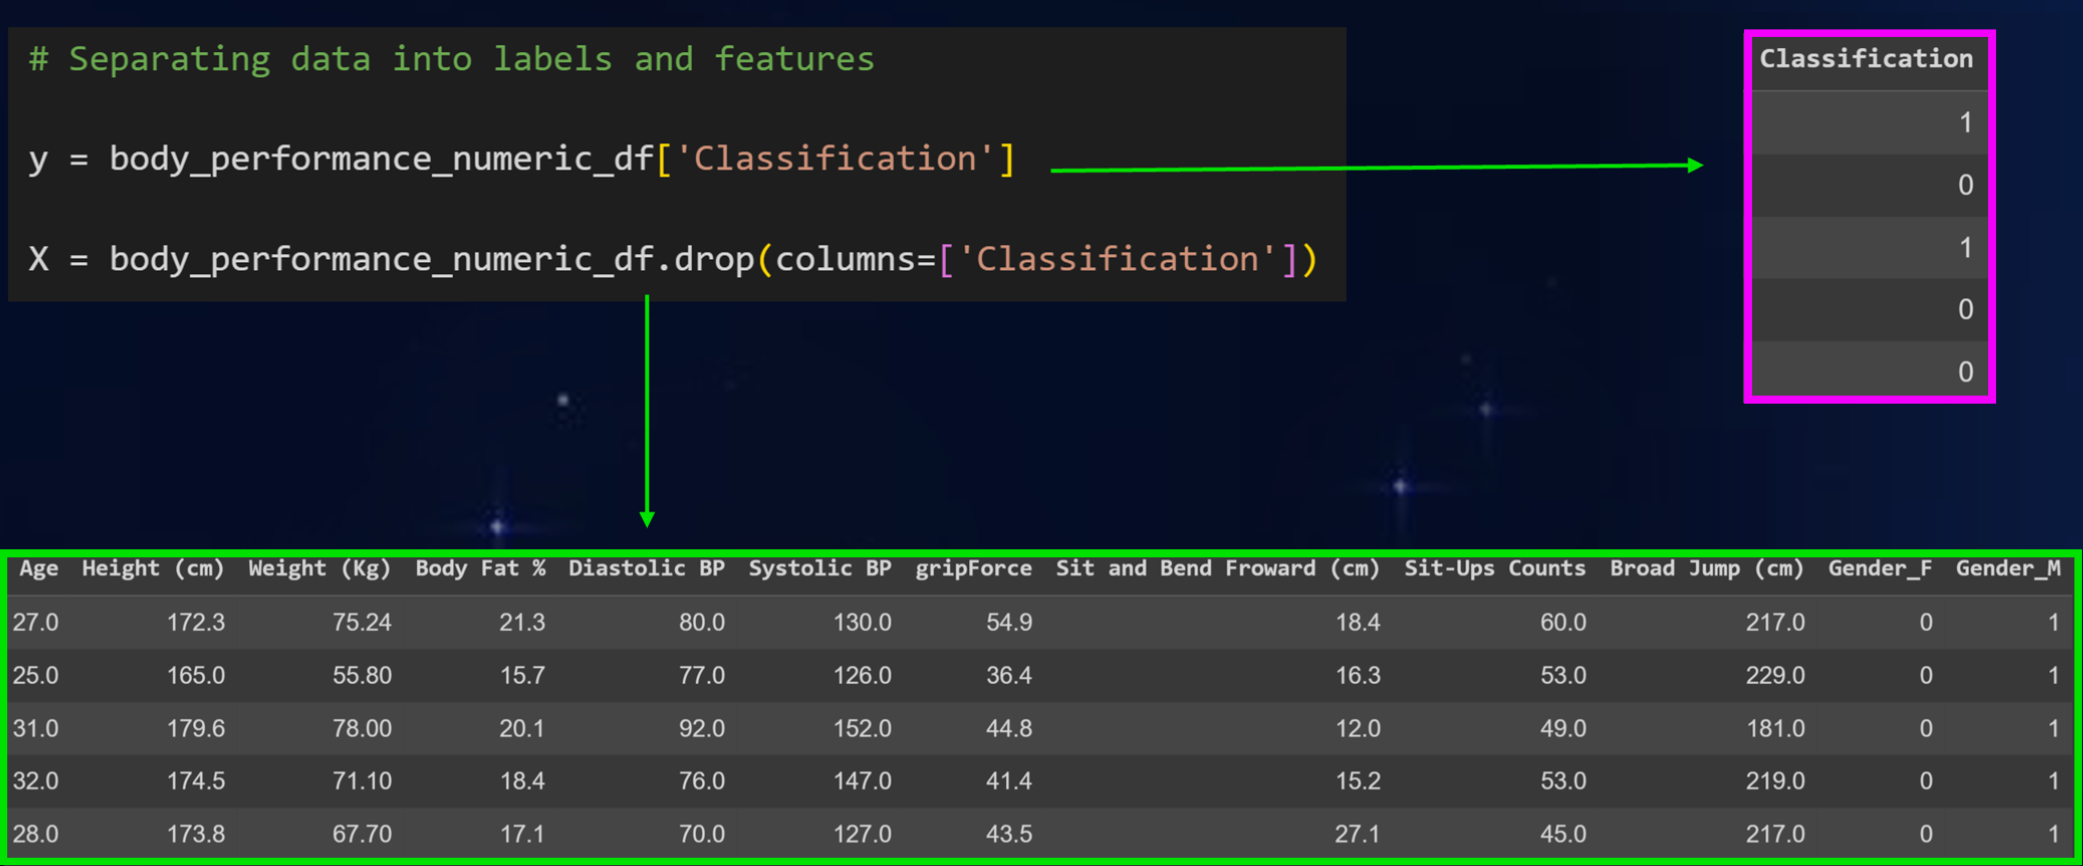 # Separating data into labels and features
y = body_performance_numeric_df['Classification']
X = body_performance_numeric_df.drop(columns=['Classification'])
Classification
1
0
1
0
0
Age Height (cm) Weight (Kg) Body Fat % Diastolic BP Systolic BP gripForce Sit and Bend Froward (cm) Sit-Ups Counts Broad Jump (cm) Gender_F Gender_M
27.0 172.3 75.24 21.3 80.0 130.0 54.9 18.4 60.0 217.0 0 1
25.0 165.0 55.80 15.7 77.0 126.0 36.4 16.3 53.0 229.0 0 1
31.0 179.6 78.00 20.1 92.0 152.0 44.8 12.0 49.0 181.0 0 1
32.0 174.5 71.10 18.4 76.0 147.0 41.4 15.2 53.0 219.0 0 1
28.0 173.8 67.70 17.1 70.0 127.0 43.5 27.1 45.0 217.0 0 1